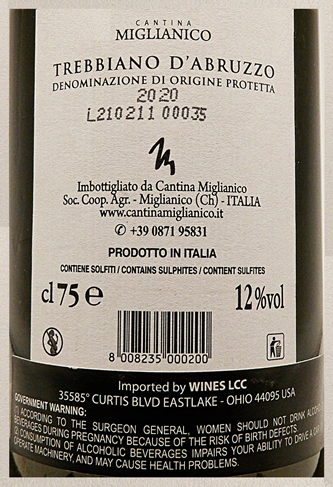 CANTINA
MIGLIANICO
TREBBIANO D'ABRUZZO
DENOMINAZIONE DI ORIGINE PROTETTA
2020
L210211 00035
Imbottigliato da Cantina Miglianico
Soc. Coop. Agr. - Miglianico (Ch) - ITALIA
www.cantinamiglianico.it
✆ +39 0871 95831
PRODOTTO IN ITALIA
CONTIENE SOLFITI / CONTAINS SULPHITES / CONTIENT SULFITES
cl 75 e 12%vol
8 008235 000200
Imported by WINES LCC
35585° CURTIS BLVD EASTLAKE - OHIO 44095 USA
GOVERNMENT WARNING:
(1) ACCORDING TO THE SURGEON GENERAL, WOMEN SHOULD NOT DRINK
BEVERAGES DURING PREGNANCY BECAUSE OF THE RISK OF BIRTH DEFECTS.
(2) CONSUMPTION OF ALCOHOLIC BEVERAGES IMPAIRS YOUR ABILITY TO DRIVE A
OPERATE MACHINERY, AND MAY CAUSE HEALTH PROBLEMS.